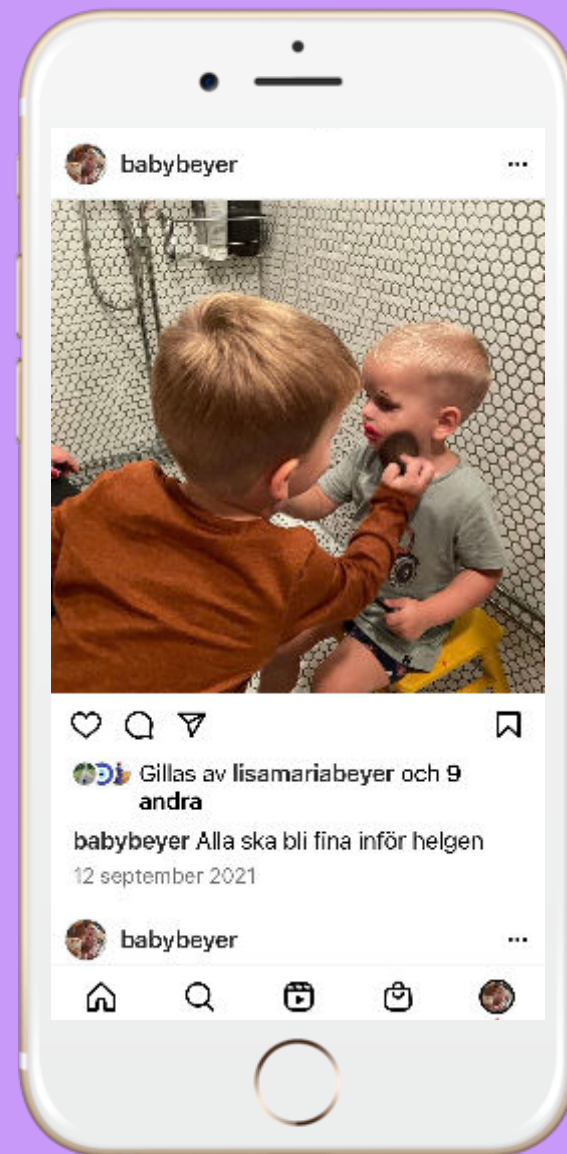 babybeyer
Gillas av lisamariabeyer och 9
andra
babybeyer Alla ska bli fina inför helgen
12 september 2021
babybeyer